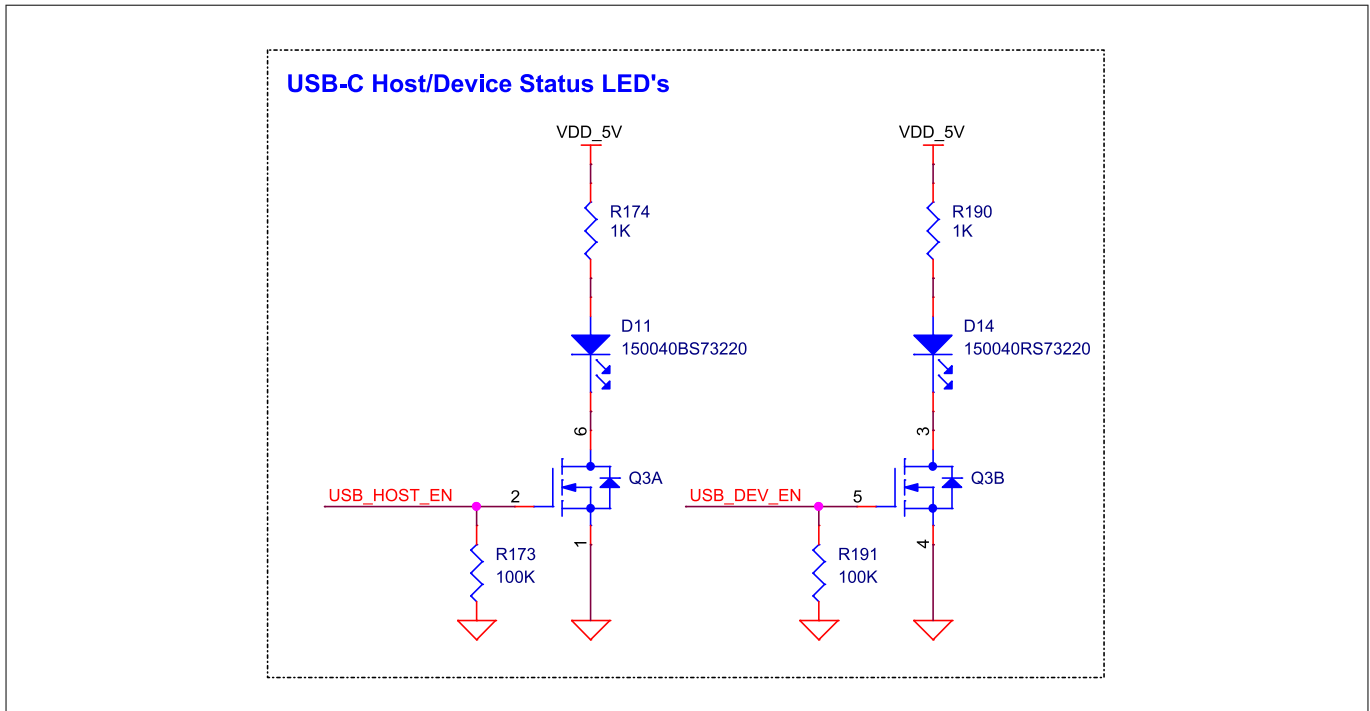 USB-C Host/Device Status LED's
VDD_5V
VDD_5V
R174
1K
R190
1K
D11
150040BS73220
D14
150040RS73220
6
3
Q3A
Q3B
USB_HOST_EN
2
USB_DEV_EN
5
1
4
R173
100K
R191
100K